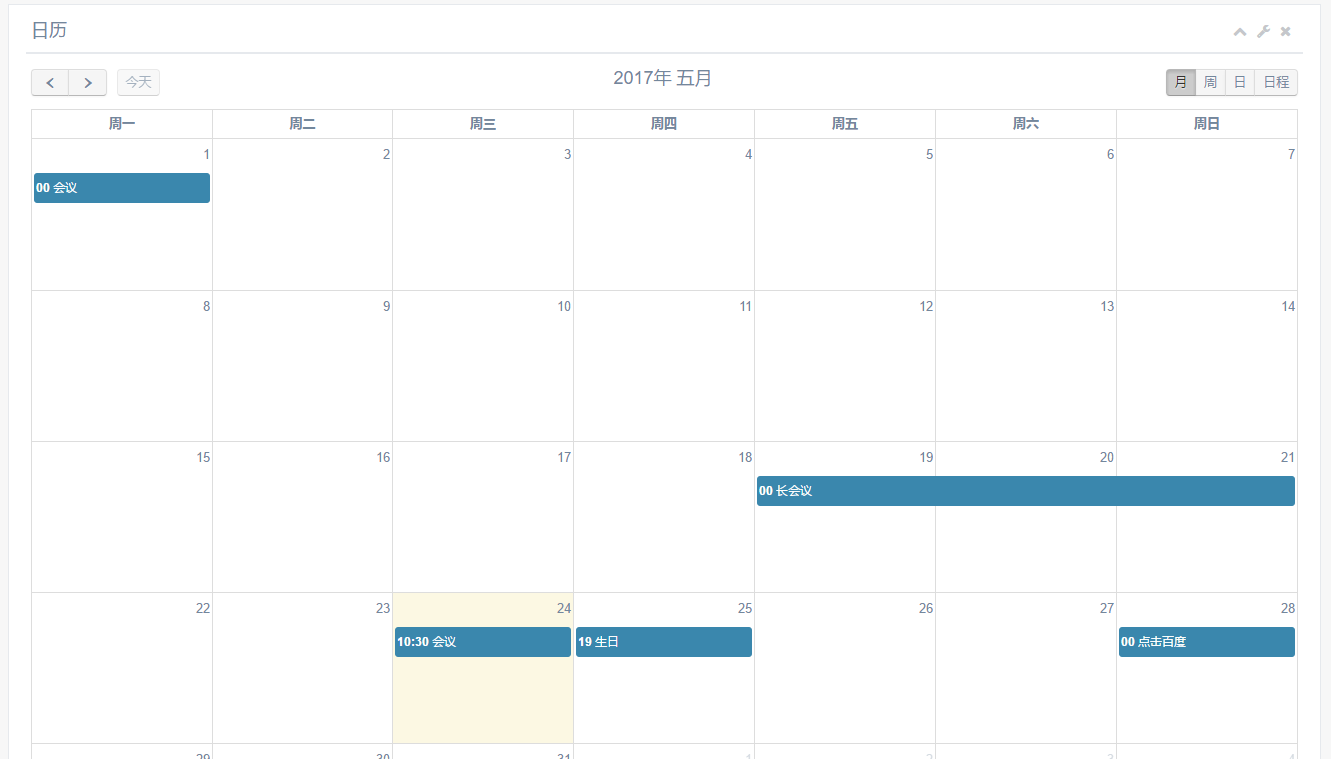 日历
今天
2017年 五月
月 周 日 日程
周一 周二 周三 周四 周五 周六 周日
1 2 3 4 5 6 7
00 会议
8 9 10 11 12 13 14
15 16 17 18 19 20 21
00 长会议
22 23 24 25 26 27 28
10:30 会议 19 生日 00 点击百度
29 30 31 1 2 3 4